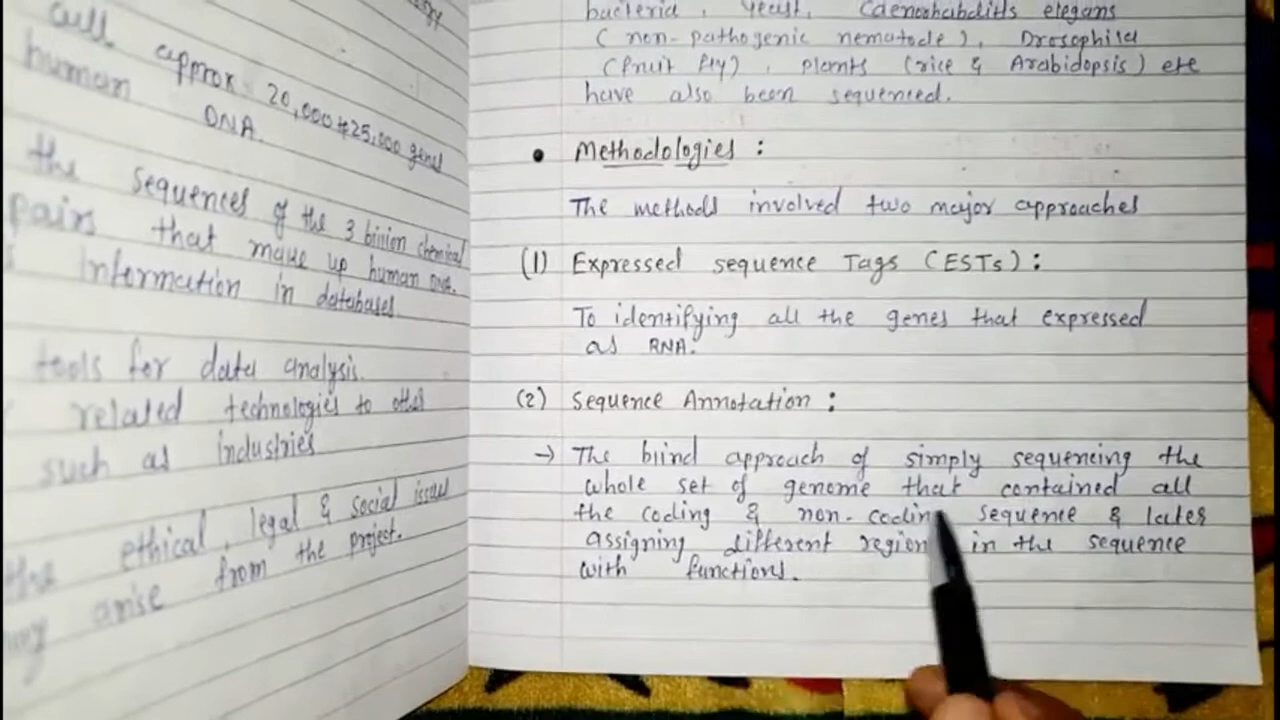 all approx 20,000 to 25,000 genes
human DNA.
the sequences of the 3 billion chemical
pairs that make up human DNA.
information in databases
tools for data analysis.
related technologies to other
such as industries
the ethical, legal & social issues
may arise from the project.
bacteria, yeast, Caenorhabditis elegans
(non-pathogenic nematode), Drosophila
(fruit fly), plants (rice & Arabidopsis) etc
have also been sequenced.
• Methodologies :
The methods involved two major approaches
(1) Expressed sequence Tags (ESTs) :
To identifying all the genes that expressed
as RNA.
(2) Sequence Annotation :
→ The blind approach of simply sequencing the
whole set of genome that contained all
the coding & non-coding sequence & later
assigning different region in the sequence
with functions.